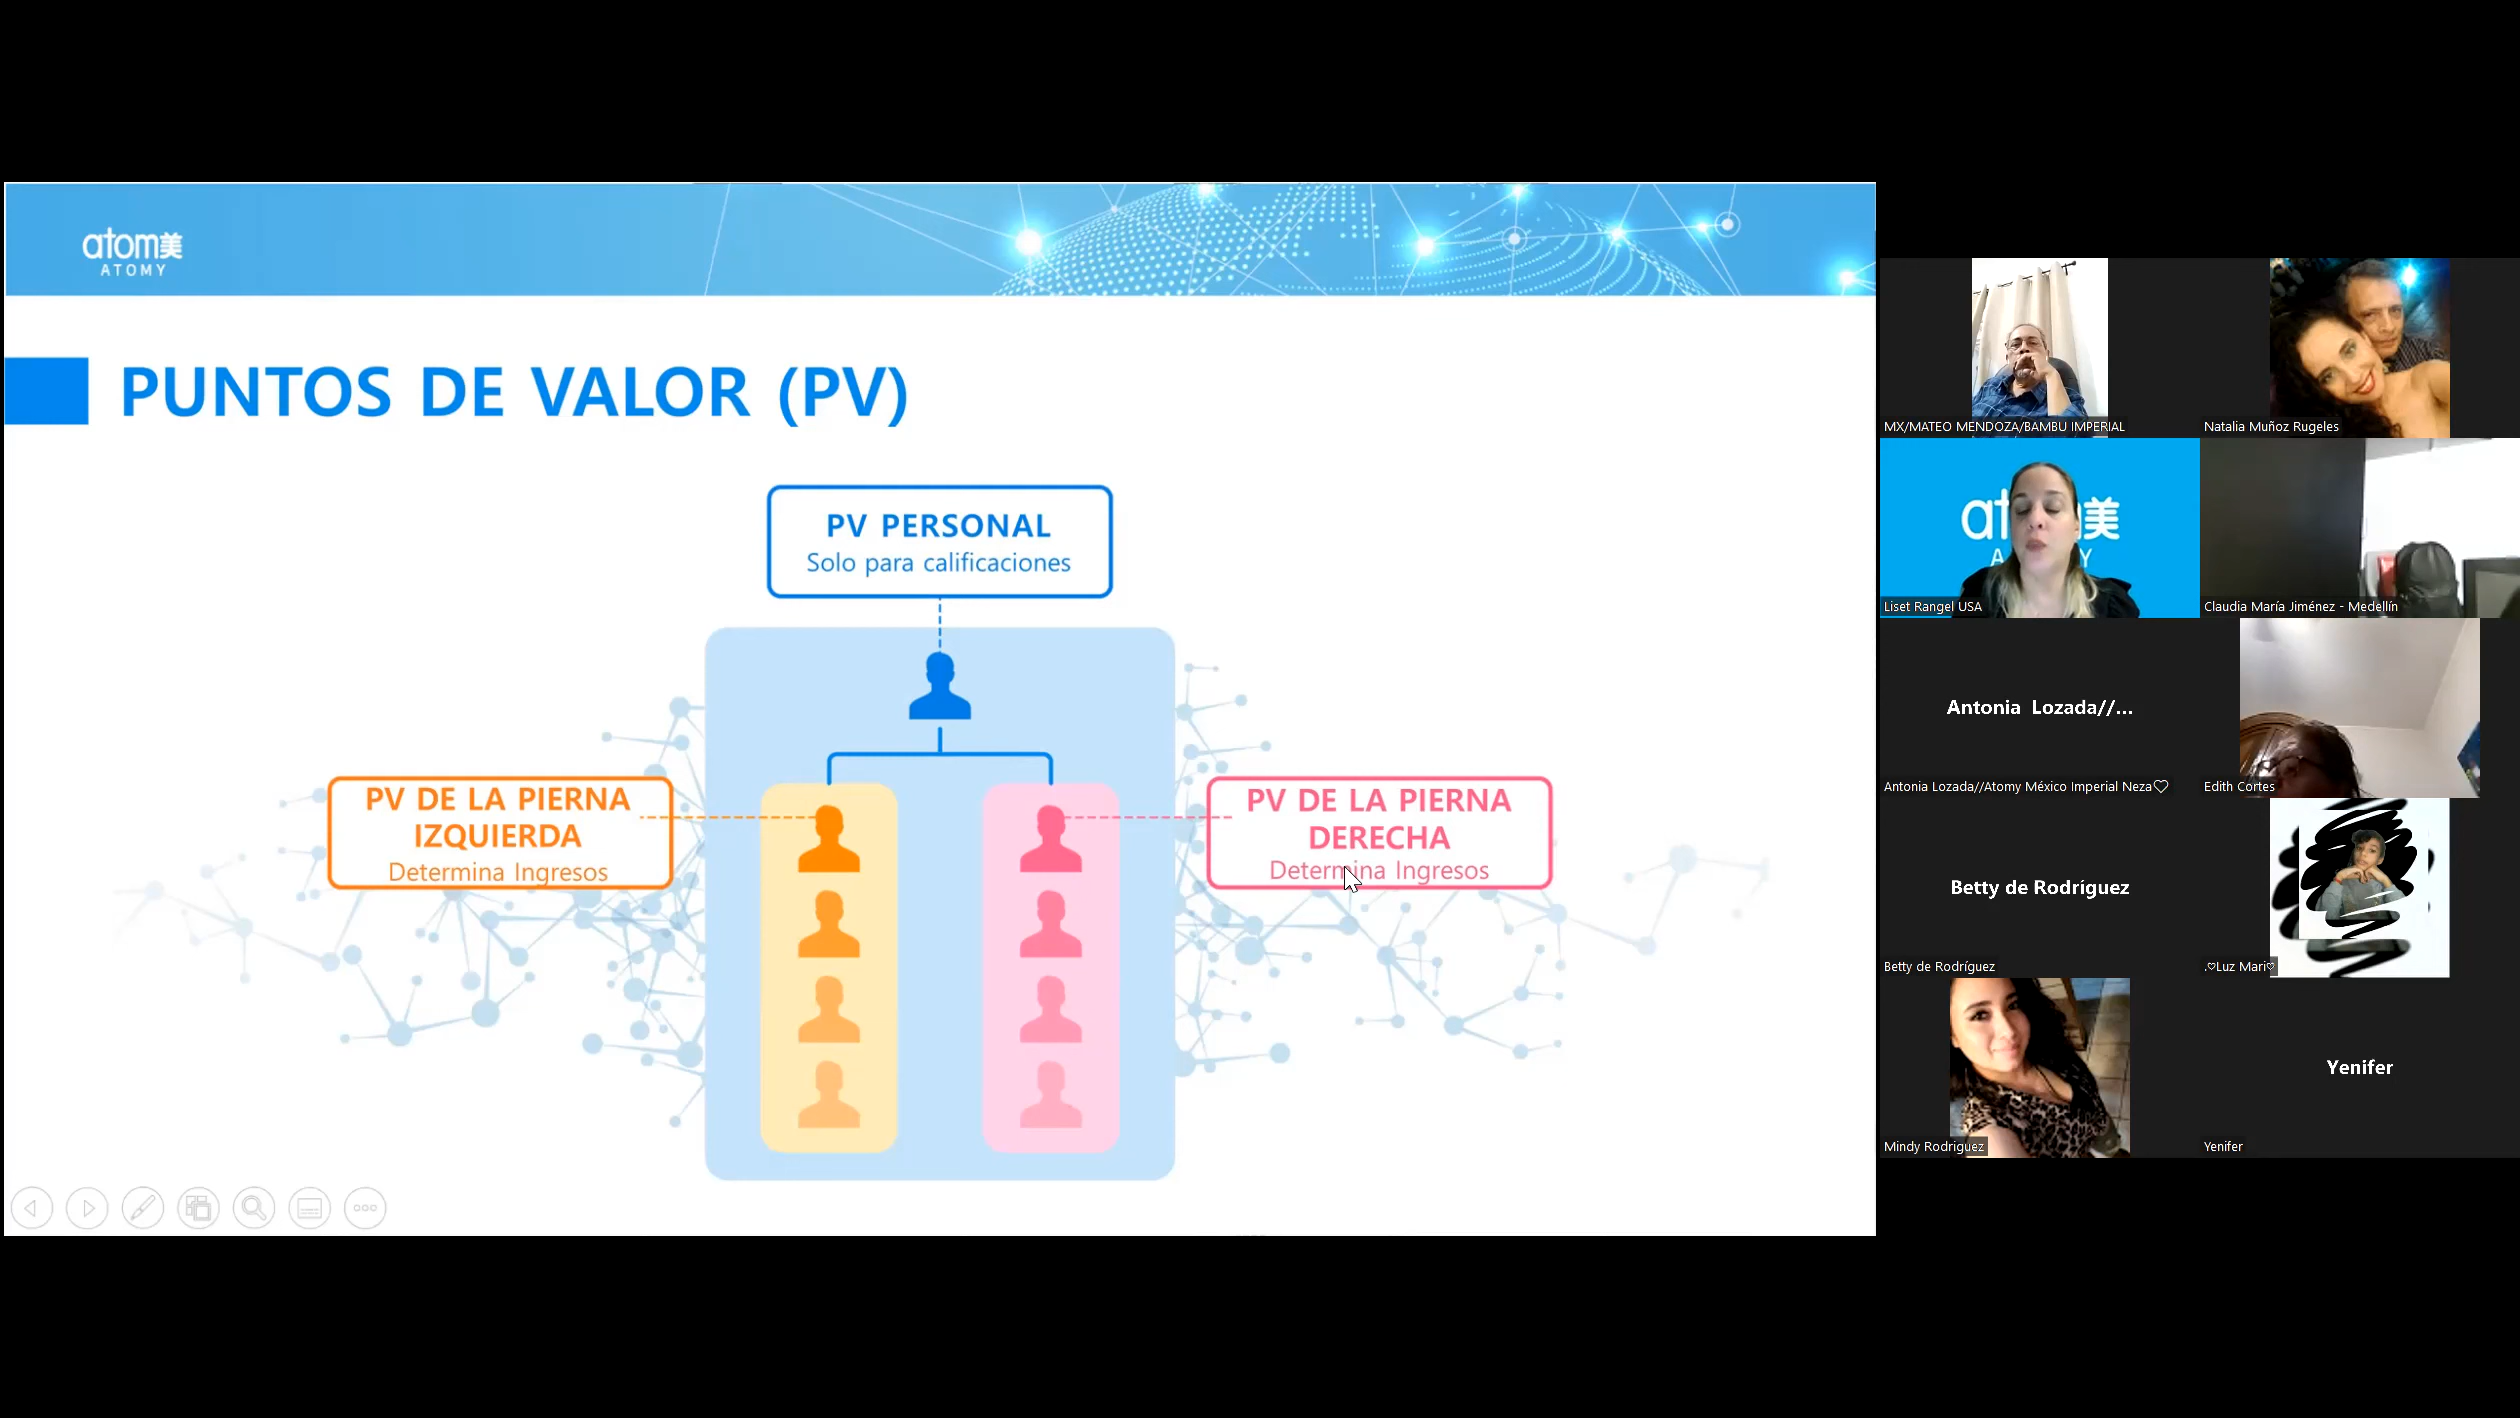 atom美
ATOMY
PUNTOS DE VALOR (PV)
PV PERSONAL
Solo para calificaciones
PV DE LA PIERNA
IZQUIERDA
Determina Ingresos
PV DE LA PIERNA
DERECHA
Determina Ingresos
MX/MATEO MENDOZA/BAMBU IMPERIAL
Natalia Muñoz Rugeles
Liset Rangel USA
Claudia María Jiménez - Medellín
Antonia Lozada//...
Antonia Lozada//Atomy México Imperial Neza♡
Edith Cortes
Betty de Rodríguez
Betty de Rodríguez
.♡Luz Mari♡
Mindy Rodriguez
Yenifer
Yenifer